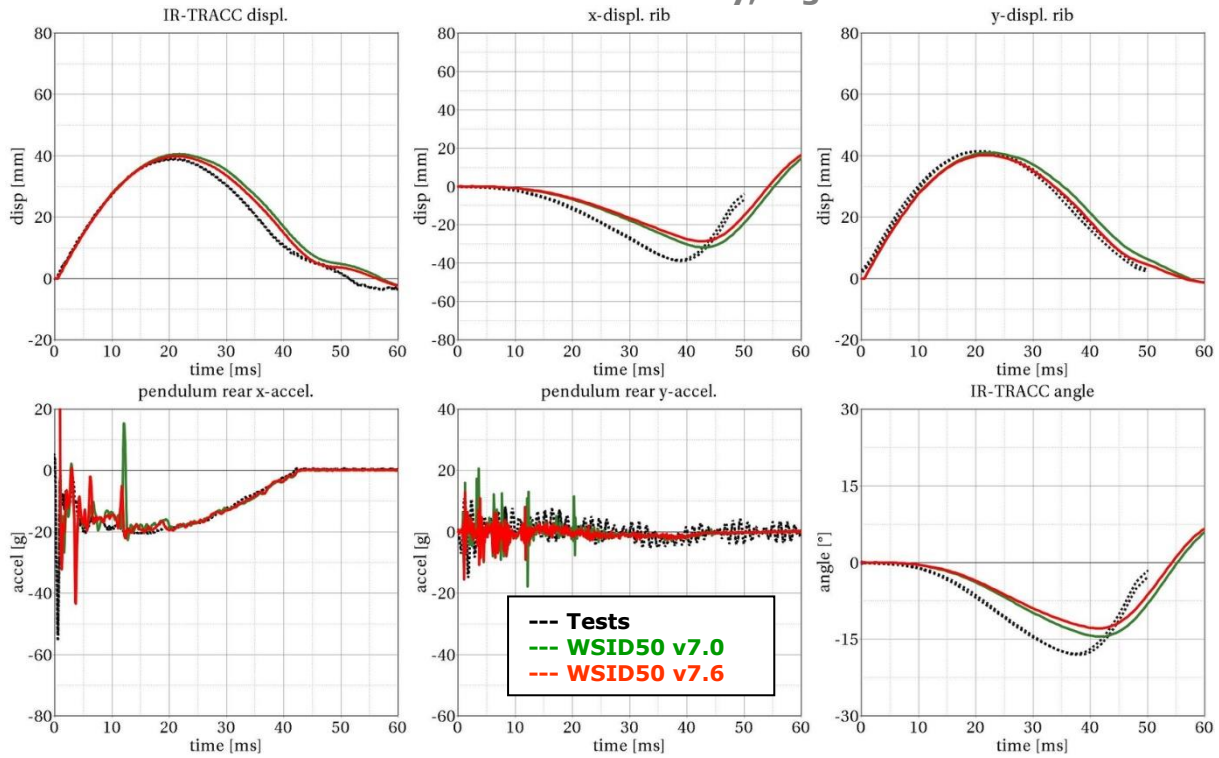 IR-TRACC displ.
80
60
40
20
0
-20
disp [mm]
0 10 20 30 40 50 60
time [ms]
x-displ. rib
80
60
40
20
0
-20
-40
-60
-80
disp [mm]
0 10 20 30 40 50 60
time [ms]
y-displ. rib
80
60
40
20
0
-20
disp [mm]
0 10 20 30 40 50 60
time [ms]
pendulum rear x-accel.
20
0
-20
-40
-60
-80
accel [g]
0 10 20 30 40 50 60
time [ms]
pendulum rear y-accel.
60
40
20
0
-20
-40
-60
accel [g]
0 10 20 30 40 50 60
time [ms]
--- Tests
--- WSID50 v7.0
--- WSID50 v7.6
IR-TRACC angle
30
15
0
-15
-30
angle [°]
0 10 20 30 40 50 60
time [ms]